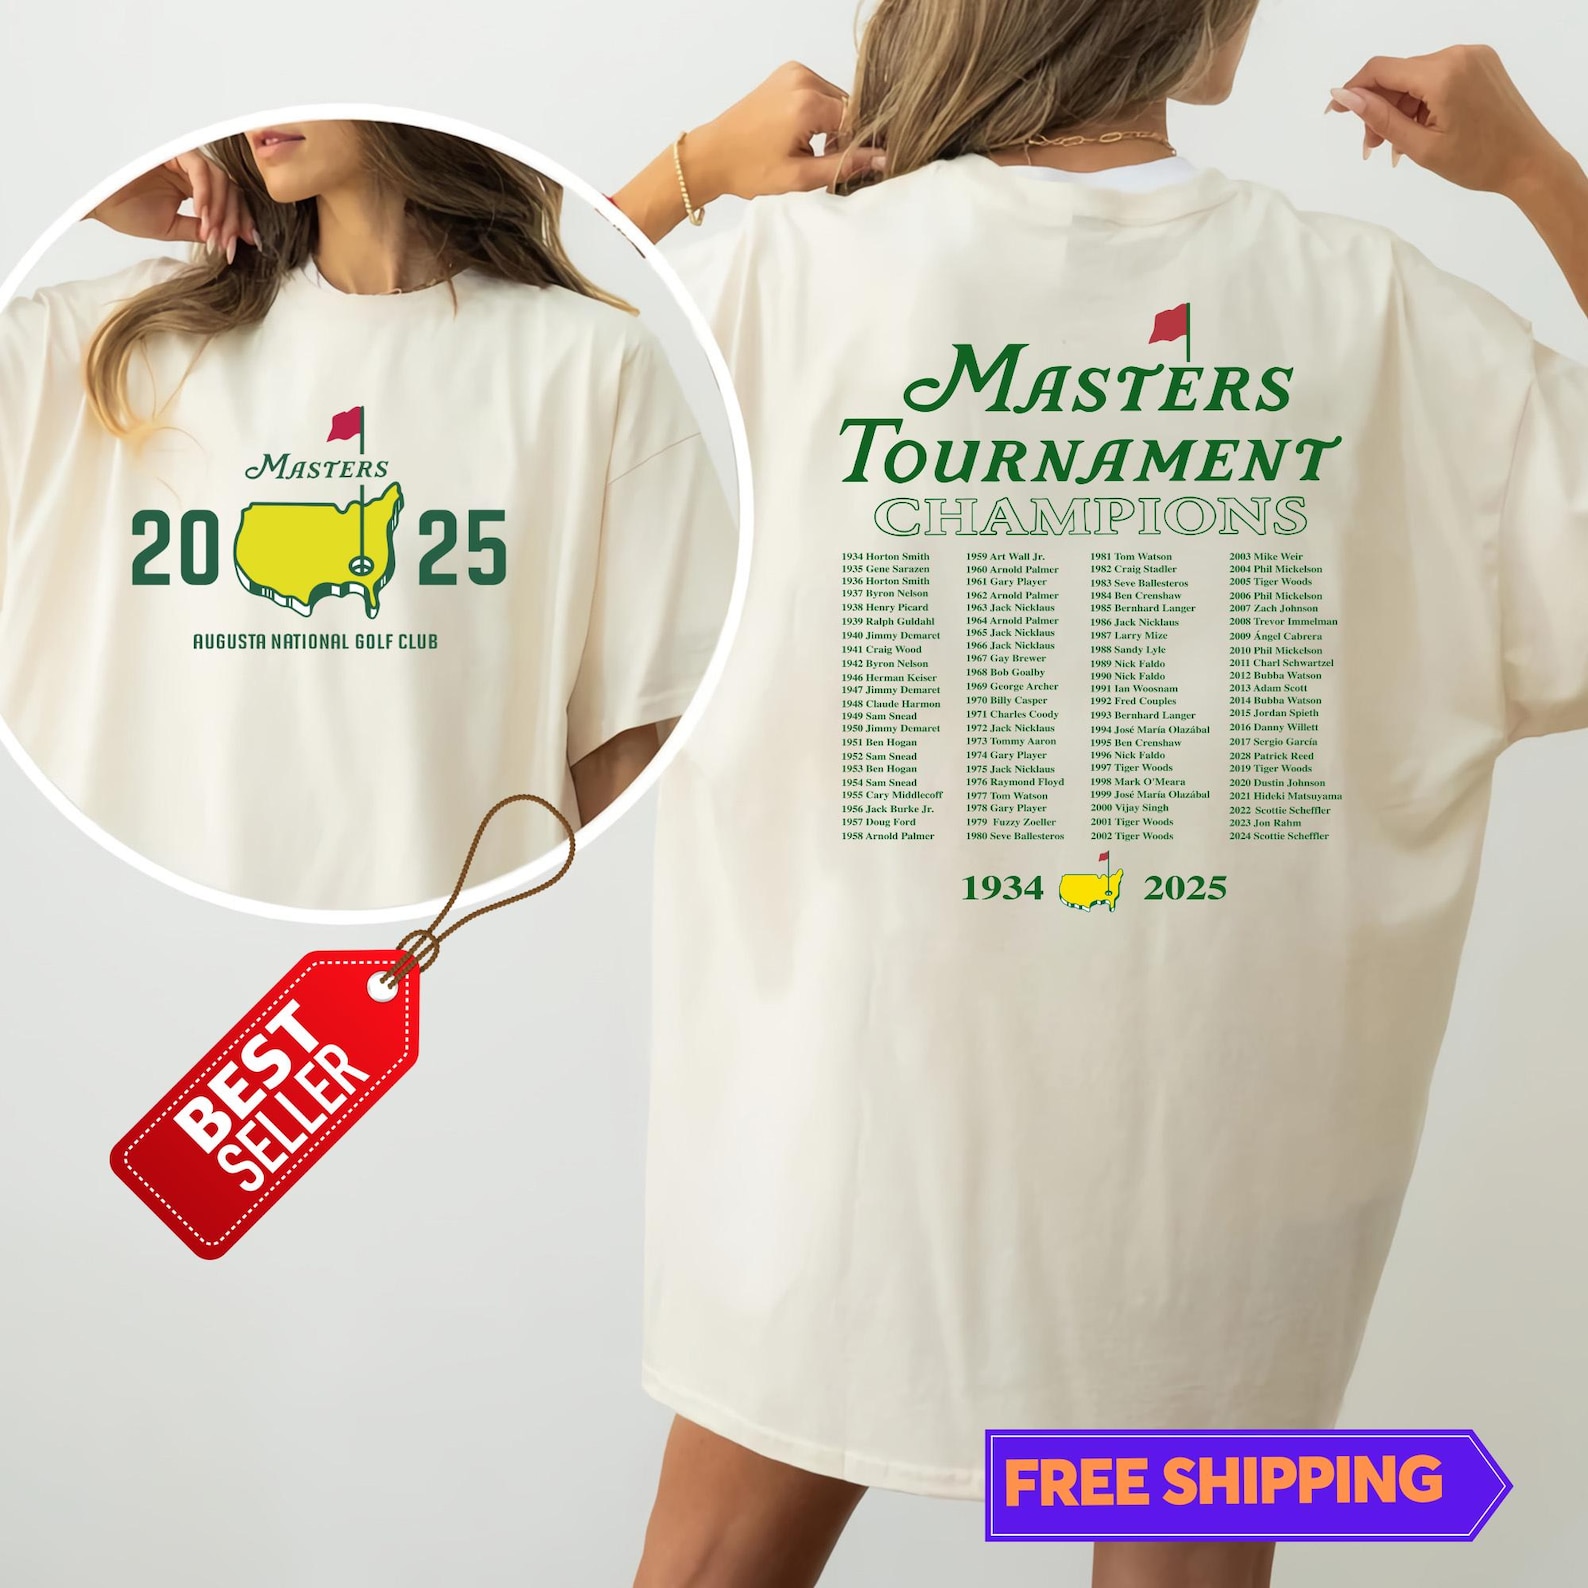 MASTERS
20 25
AUGUSTA NATIONAL GOLF CLUB
BEST
SELLER
MASTERS
TOURNAMENT
CHAMPIONS
1934 Horton Smith
1935 Gene Sarazen
1936 Horton Smith
1937 Byron Nelson
1938 Henry Picard
1939 Ralph Guldahl
1940 Jimmy Demaret
1941 Craig Wood
1942 Byron Nelson
1946 Herman Keiser
1947 Jimmy Demaret
1948 Claude Harmon
1949 Sam Snead
1950 Jimmy Demaret
1951 Ben Hogan
1952 Sam Snead
1953 Ben Hogan
1954 Sam Snead
1955 Cary Middlecoff
1956 Jack Burke Jr.
1957 Doug Ford
1958 Arnold Palmer
1959 Art Wall Jr.
1960 Arnold Palmer
1961 Gary Player
1962 Arnold Palmer
1963 Jack Nicklaus
1964 Arnold Palmer
1965 Jack Nicklaus
1966 Jack Nicklaus
1967 Gay Brewer
1968 Bob Goalby
1969 George Archer
1970 Billy Casper
1971 Charles Coody
1972 Jack Nicklaus
1973 Tommy Aaron
1974 Gary Player
1975 Jack Nicklaus
1976 Raymond Floyd
1977 Tom Watson
1978 Gary Player
1979 Fuzzy Zoeller
1980 Seve Ballesteros
1981 Tom Watson
1982 Craig Stadler
1983 Seve Ballesteros
1984 Ben Crenshaw
1985 Bernhard Langer
1986 Jack Nicklaus
1987 Larry Mize
1988 Sandy Lyle
1989 Nick Faldo
1990 Nick Faldo
1991 Ian Woosnam
1992 Fred Couples
1993 Bernhard Langer
1994 José María Olazábal
1995 Ben Crenshaw
1996 Nick Faldo
1997 Tiger Woods
1998 Mark O'Meara
1999 José María Olazábal
2000 Vijay Singh
2001 Tiger Woods
2002 Tiger Woods
2003 Mike Weir
2004 Phil Mickelson
2005 Tiger Woods
2006 Phil Mickelson
2007 Zach Johnson
2008 Trevor Immelman
2009 Ángel Cabrera
2010 Phil Mickelson
2011 Charl Schwartzel
2012 Bubba Watson
2013 Adam Scott
2014 Bubba Watson
2015 Jordan Spieth
2016 Danny Willett
2017 Sergio García
2028 Patrick Reed
2019 Tiger Woods
2020 Dustin Johnson
2021 Hideki Matsuyama
2022 Scottie Scheffler
2023 Jon Rahm
2024 Scottie Scheffler
1934 2025
FREE SHIPPING